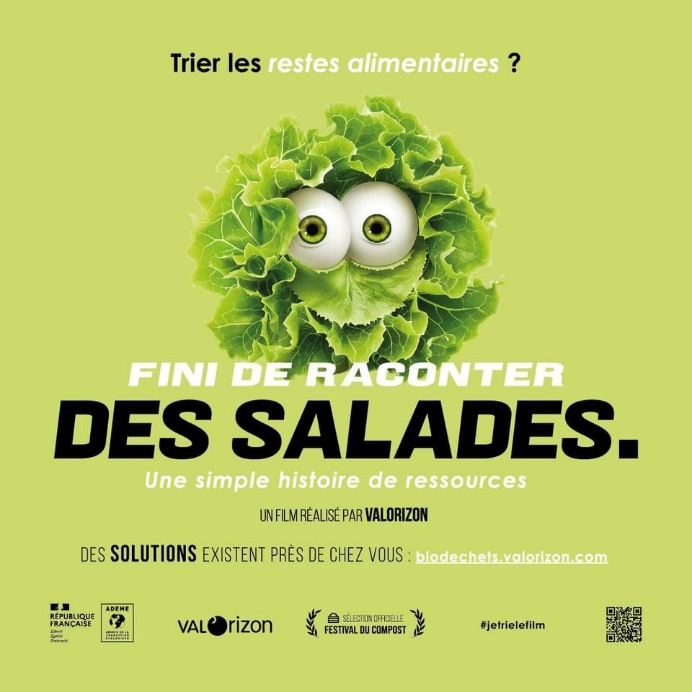 Trier les restes alimentaires ?
FINI DE RACONTER
DES SALADES.
Une simple histoire de ressources
UN FILM RÉALISÉ PAR VALORIZON
DES SOLUTIONS EXISTENT PRÈS DE CHEZ VOUS : biodechets.valorizon.com
RÉPUBLIQUE
FRANÇAISE
Liberté
Égalité
Fraternité
ADEME
AGENCE DE LA
TRANSITION
ÉCOLOGIQUE
VALORIZON
SÉLECTION OFFICIELLE
FESTIVAL DU COMPOST
#jetrielefilm